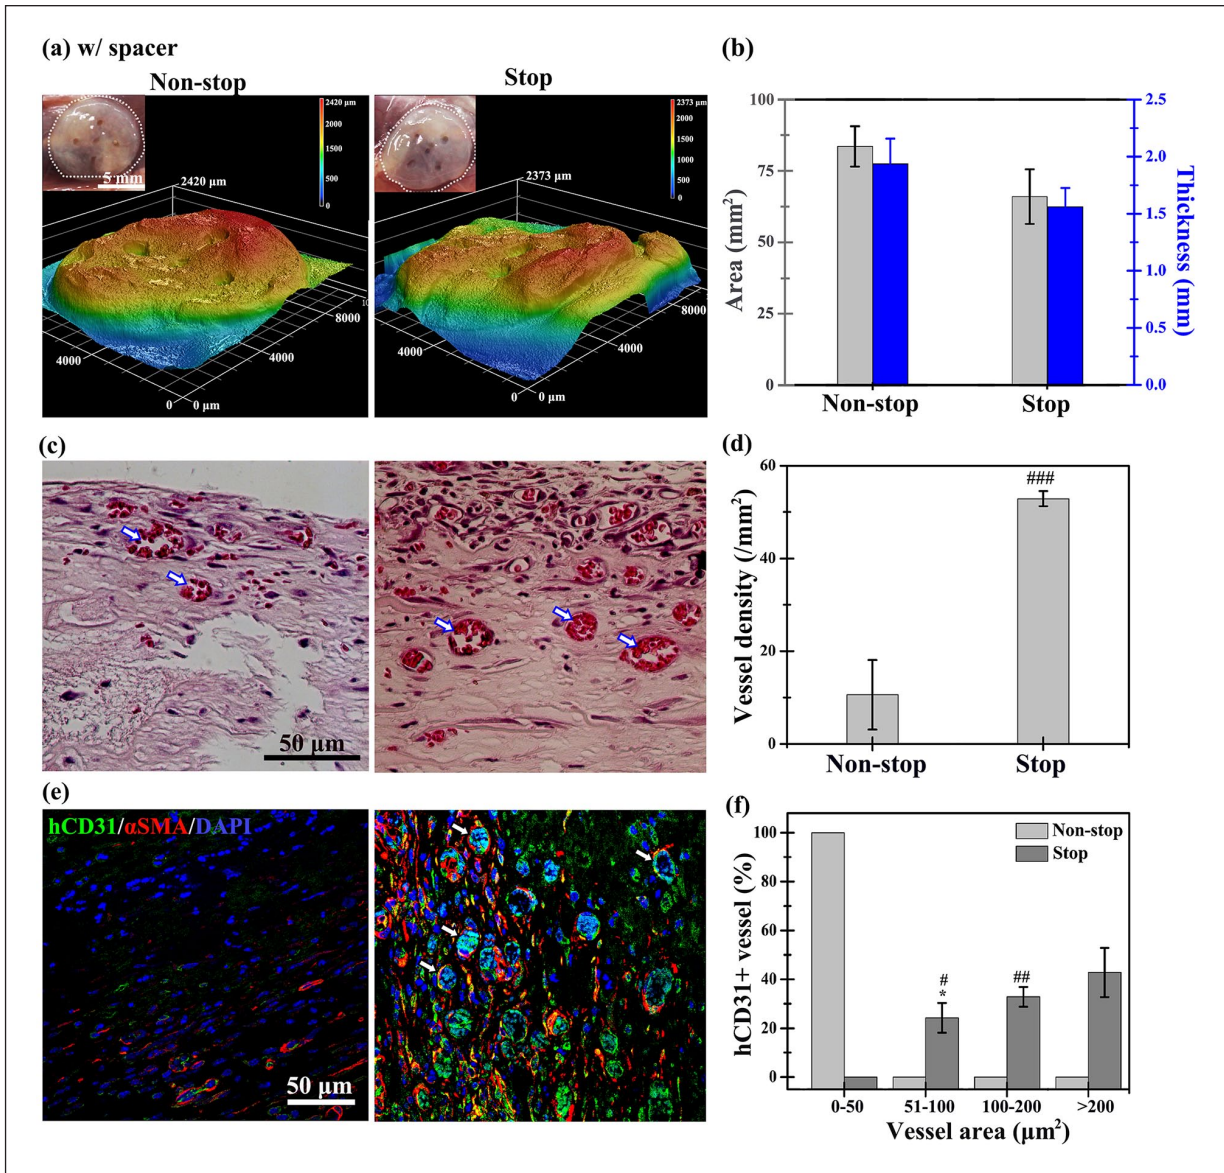 (a) w/ spacer
Non-stop
Stop
5 mm
2420 μm
2000
1500
1000
500
0
2420 μm
8000
4000
4000
0
0 μm
2373 μm
2000
1500
1000
500
0
2373 μm
8000
4000
4000
0
0 μm
(b)
100
75
50
25
0
Area (mm²)
2.5
2.0
1.5
1.0
0.5
0.0
Thickness (mm)
Non-stop
Stop
(c)
50 μm
(d)
60
40
20
0
Vessel density (/mm²)
###
Non-stop
Stop
(e)
hCD31/αSMA/DAPI
50 μm
(f)
100
80
60
40
20
0
hCD31+ vessel (%)
Non-stop
Stop
#
*
##
0-50
51-100
100-200
>200
Vessel area (μm²)